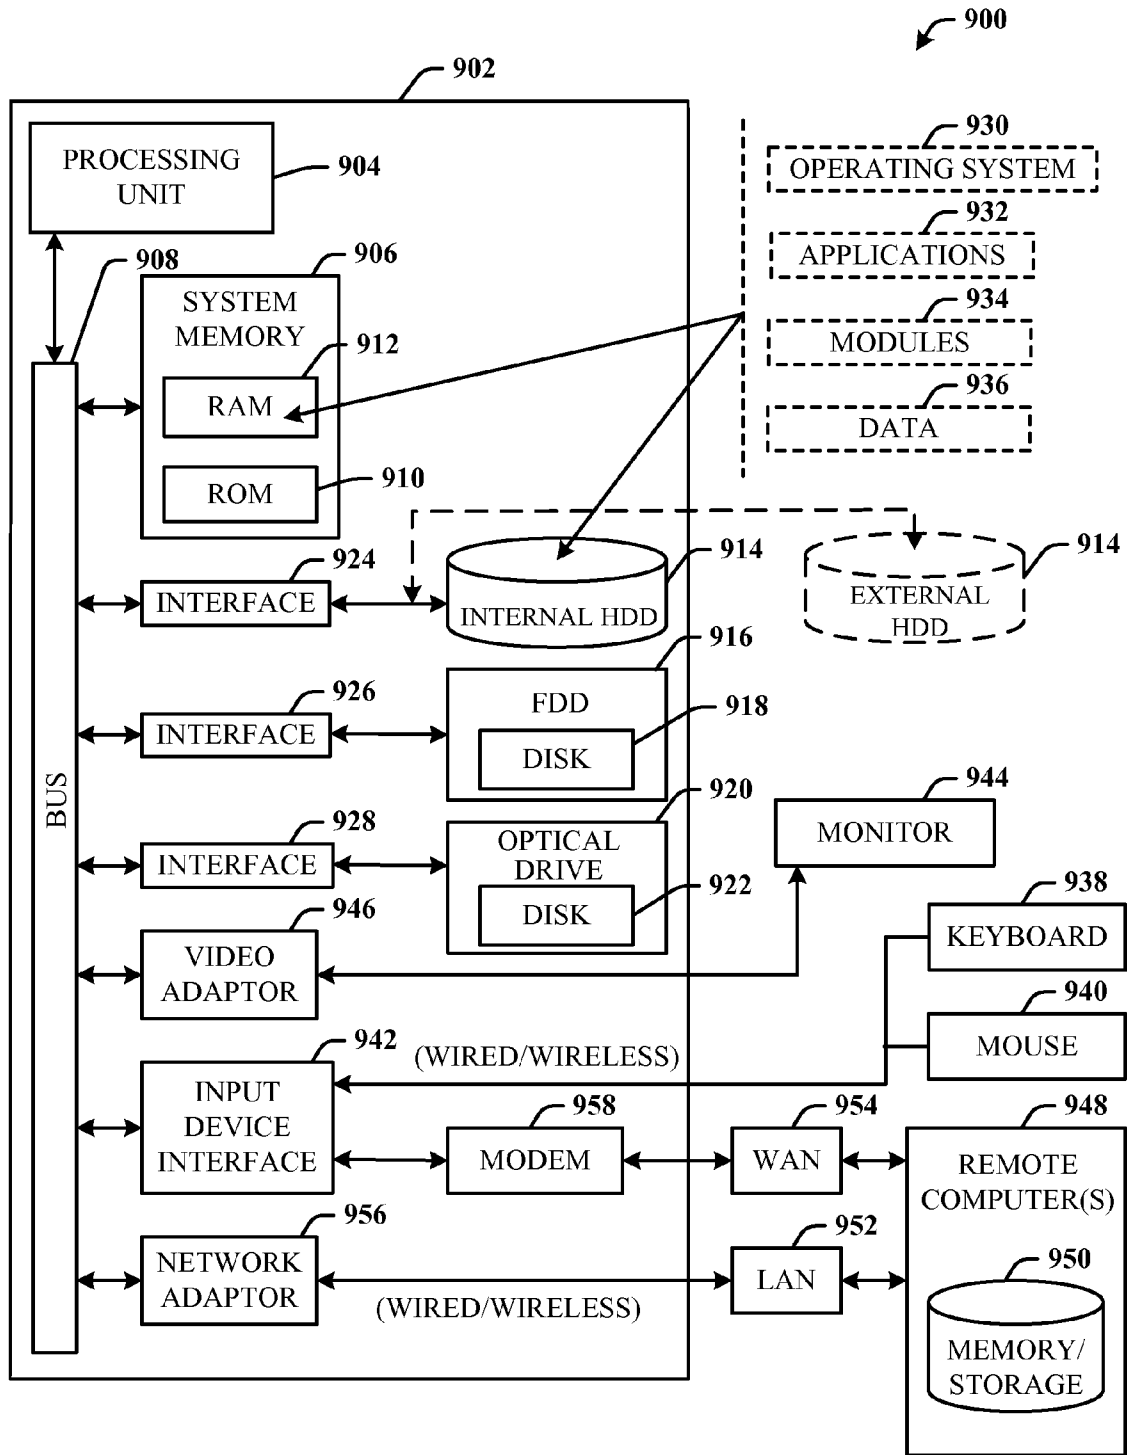 900
902
PROCESSING
UNIT
904
930
OPERATING SYSTEM
932
APPLICATIONS
934
MODULES
936
DATA
908
906
SYSTEM
MEMORY
912
RAM
910
ROM
924
INTERFACE
914
INTERNAL HDD
914
EXTERNAL
HDD
916
FDD
918
DISK
926
INTERFACE
BUS
920
OPTICAL
DRIVE
922
DISK
928
INTERFACE
944
MONITOR
946
VIDEO
ADAPTOR
938
KEYBOARD
940
MOUSE
942
INPUT
DEVICE
INTERFACE
(WIRED/WIRELESS)
958
MODEM
954
WAN
948
REMOTE
COMPUTER(S)
956
NETWORK
ADAPTOR
(WIRED/WIRELESS)
952
LAN
950
MEMORY/
STORAGE